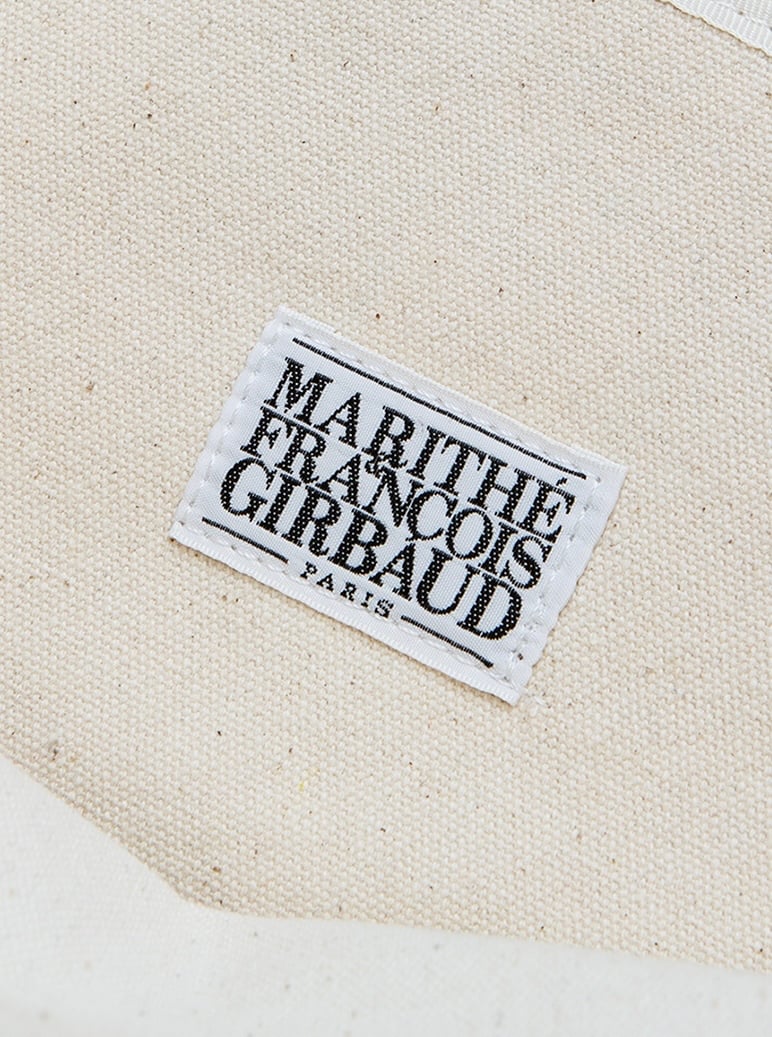 MARITHÉ
FRANÇOIS
&
GIRBAUD
PARIS